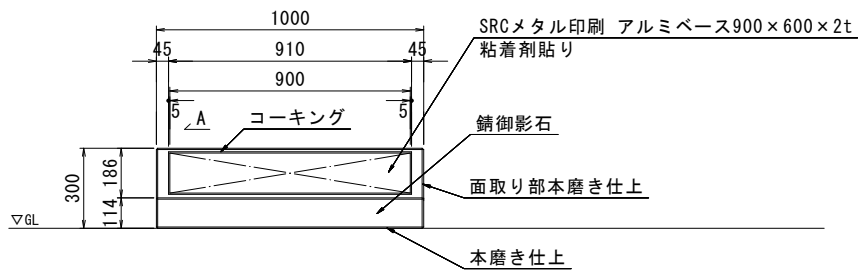 1000
SRCメタル印刷 アルミベース900×600×2t
粘着剤貼り
45 910 45
900
5 A コーキング 5
錆御影石
300 186
面取り部本磨き仕上
114
▽GL
本磨き仕上